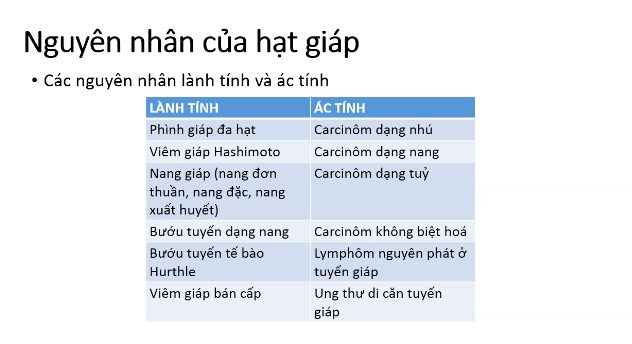 Nguyên nhân của hạt giáp
• Các nguyên nhân lành tính và ác tính
LÀNH TÍNH ÁC TÍNH
Phình giáp đa hạt Carcinôm dạng nhú
Viêm giáp Hashimoto Carcinôm dạng nang
Nang giáp (nang đơn Carcinôm dạng tuỷ
thuần, nang đặc, nang
xuất huyết)
Bướu tuyến dạng nang Carcinôm không biệt hoá
Bướu tuyến tế bào Lymphôm nguyên phát ở
Hurthle tuyến giáp
Viêm giáp bán cấp Ung thư di căn tuyến
giáp